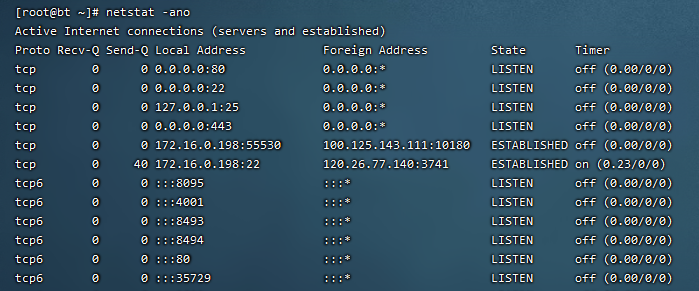 [root@bt ~]# netstat -ano
Active Internet connections (servers and established)
Proto Recv-Q Send-Q Local Address Foreign Address State Timer
tcp 0 0 0.0.0.0:80 0.0.0.0:* LISTEN off (0.00/0/0)
tcp 0 0 0.0.0.0:22 0.0.0.0:* LISTEN off (0.00/0/0)
tcp 0 0 127.0.0.1:25 0.0.0.0:* LISTEN off (0.00/0/0)
tcp 0 0 0.0.0.0:443 0.0.0.0:* LISTEN off (0.00/0/0)
tcp 0 0 172.16.0.198:55530 100.125.143.111:10180 ESTABLISHED off (0.00/0/0)
tcp 0 40 172.16.0.198:22 120.26.77.140:3741 ESTABLISHED on (0.23/0/0)
tcp6 0 0 :::8095 :::* LISTEN off (0.00/0/0)
tcp6 0 0 :::4001 :::* LISTEN off (0.00/0/0)
tcp6 0 0 :::8493 :::* LISTEN off (0.00/0/0)
tcp6 0 0 :::8494 :::* LISTEN off (0.00/0/0)
tcp6 0 0 :::80 :::* LISTEN off (0.00/0/0)
tcp6 0 0 :::35729 :::* LISTEN off (0.00/0/0)